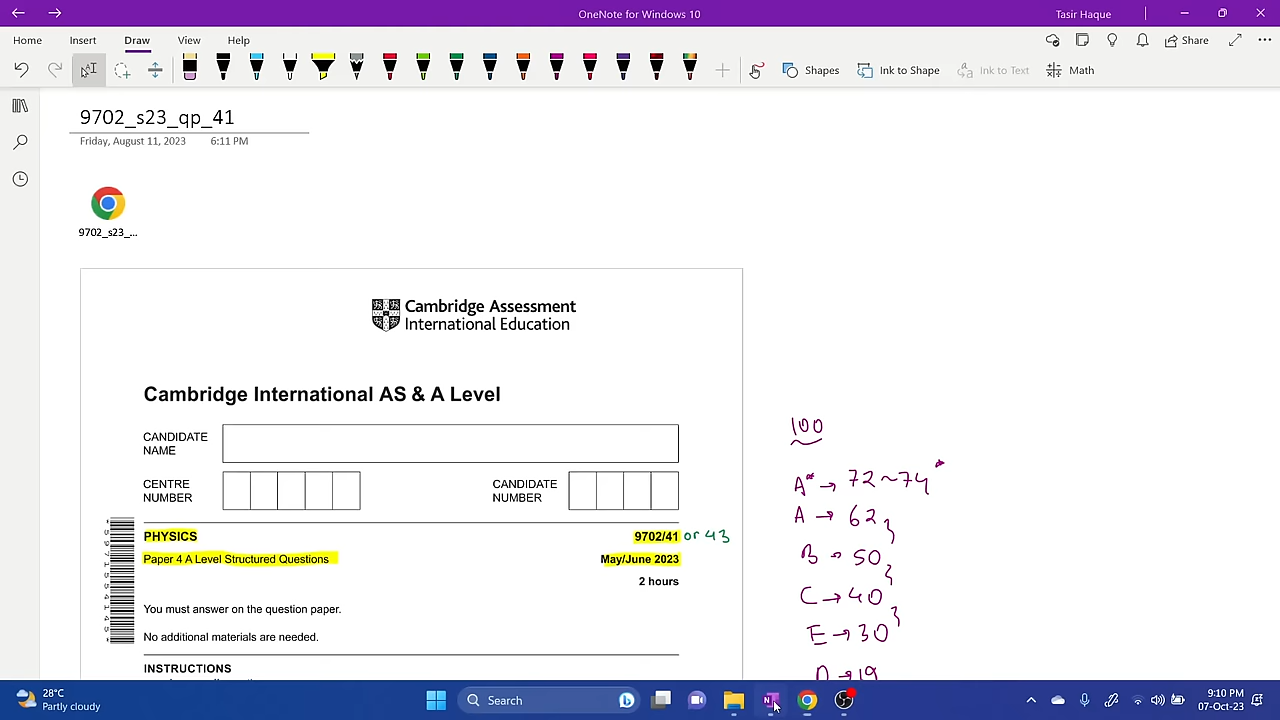 OneNote for Windows 10
Tasir Haque
Home Insert Draw View Help
Share
Shapes
Ink to Shape
Ink to Text
Math
9702_s23_qp_41
Friday, August 11, 2023 6:11 PM
9702_s23_...
Cambridge Assessment
International Education
Cambridge International AS & A Level
CANDIDATE
NAME
CENTRE
NUMBER
CANDIDATE
NUMBER
PHYSICS 9702/41 or 43
Paper 4 A Level Structured Questions May/June 2023
2 hours
You must answer on the question paper.
No additional materials are needed.
INSTRUCTIONS
100
A* → 72~74*
A → 62
B → 50
C → 40
E → 30
D → 19
28°C
Partly cloudy
Search
9:10 PM
07-Oct-23